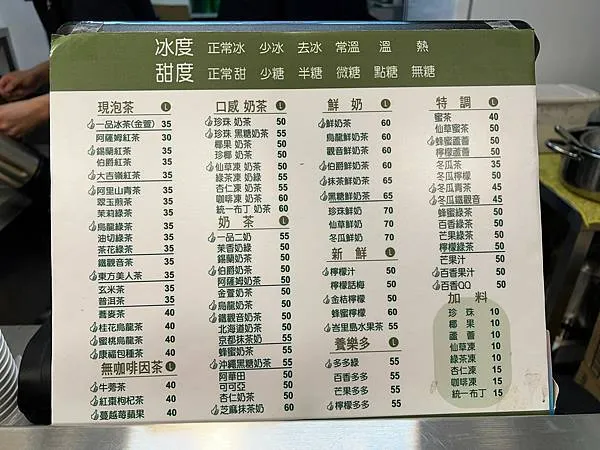 冰度 正常冰 少冰 去冰 常溫 溫 熱
甜度 正常甜 少糖 半糖 微糖 點糖 無糖
現泡茶 L
一品冰茶(金萱) 35
阿薩姆紅茶 30
錫蘭紅茶 35
伯爵紅茶 35
大吉嶺紅茶 35
阿里山青茶 35
翠玉煎茶 35
茉莉綠茶 35
烏龍綠茶 35
油切綠茶 35
茶花綠茶 35
鐵觀音茶 35
東方美人茶 35
玄米茶 35
普洱茶 35
蕎麥茶 40
桂花烏龍茶 40
蜜桃烏龍茶 40
康福包種茶 40
無咖啡因茶 L
牛蒡茶 40
紅棗枸杞茶 40
蔓越莓蘋果 40
口感 奶茶 L
珍珠 奶茶 50
珍珠 黑糖奶茶 55
椰果 奶茶 50
珍椰 奶茶 50
仙草凍 奶茶 50
綠茶凍 奶綠 55
杏仁凍 奶茶 55
咖啡凍 奶茶 60
統一布丁 奶茶 60
奶茶 L
一品二奶 55
茉香奶綠 50
錫蘭奶茶 50
伯爵奶茶 50
阿薩姆奶茶 50
金萱奶茶 50
烏龍奶茶 50
鐵觀音奶茶 50
北海道奶茶 50
京都抹茶奶 55
蜂蜜奶茶 55
沖繩黑糖奶茶 55
阿華田 50
可可亞 50
杏仁奶茶 50
芝麻抹茶奶 60
鮮奶 L
鮮奶茶 60
烏龍鮮奶茶 60
觀音鮮奶茶 60
伯爵鮮奶茶 60
抹茶鮮奶茶 65
黑糖鮮奶茶 65
珍珠鮮奶 70
仙草鮮奶 70
冬瓜鮮奶 70
新鮮 L
檸檬汁 50
檸檬話梅 50
金桔檸檬 50
蜂蜜檸檬 60
峇里島水果茶 55
養樂多 L
多多綠 55
百香多多 55
芒果多多 55
檸檬多多 55
特調 L
蜜茶 40
仙草蜜茶 50
蜂蜜蘆薈 50
檸檬蘆薈 50
冬瓜茶 35
冬瓜檸檬 50
冬瓜青茶 45
冬瓜鐵觀音 45
蜂蜜綠茶 50
百香綠茶 50
芒果綠茶 50
檸檬綠茶 50
芒果汁 50
百香果汁 50
百香QQ 50
加料
珍珠 10
椰果 10
蘆薈 10
仙草凍 10
綠茶凍 10
杏仁凍 15
咖啡凍 15
統一布丁 15